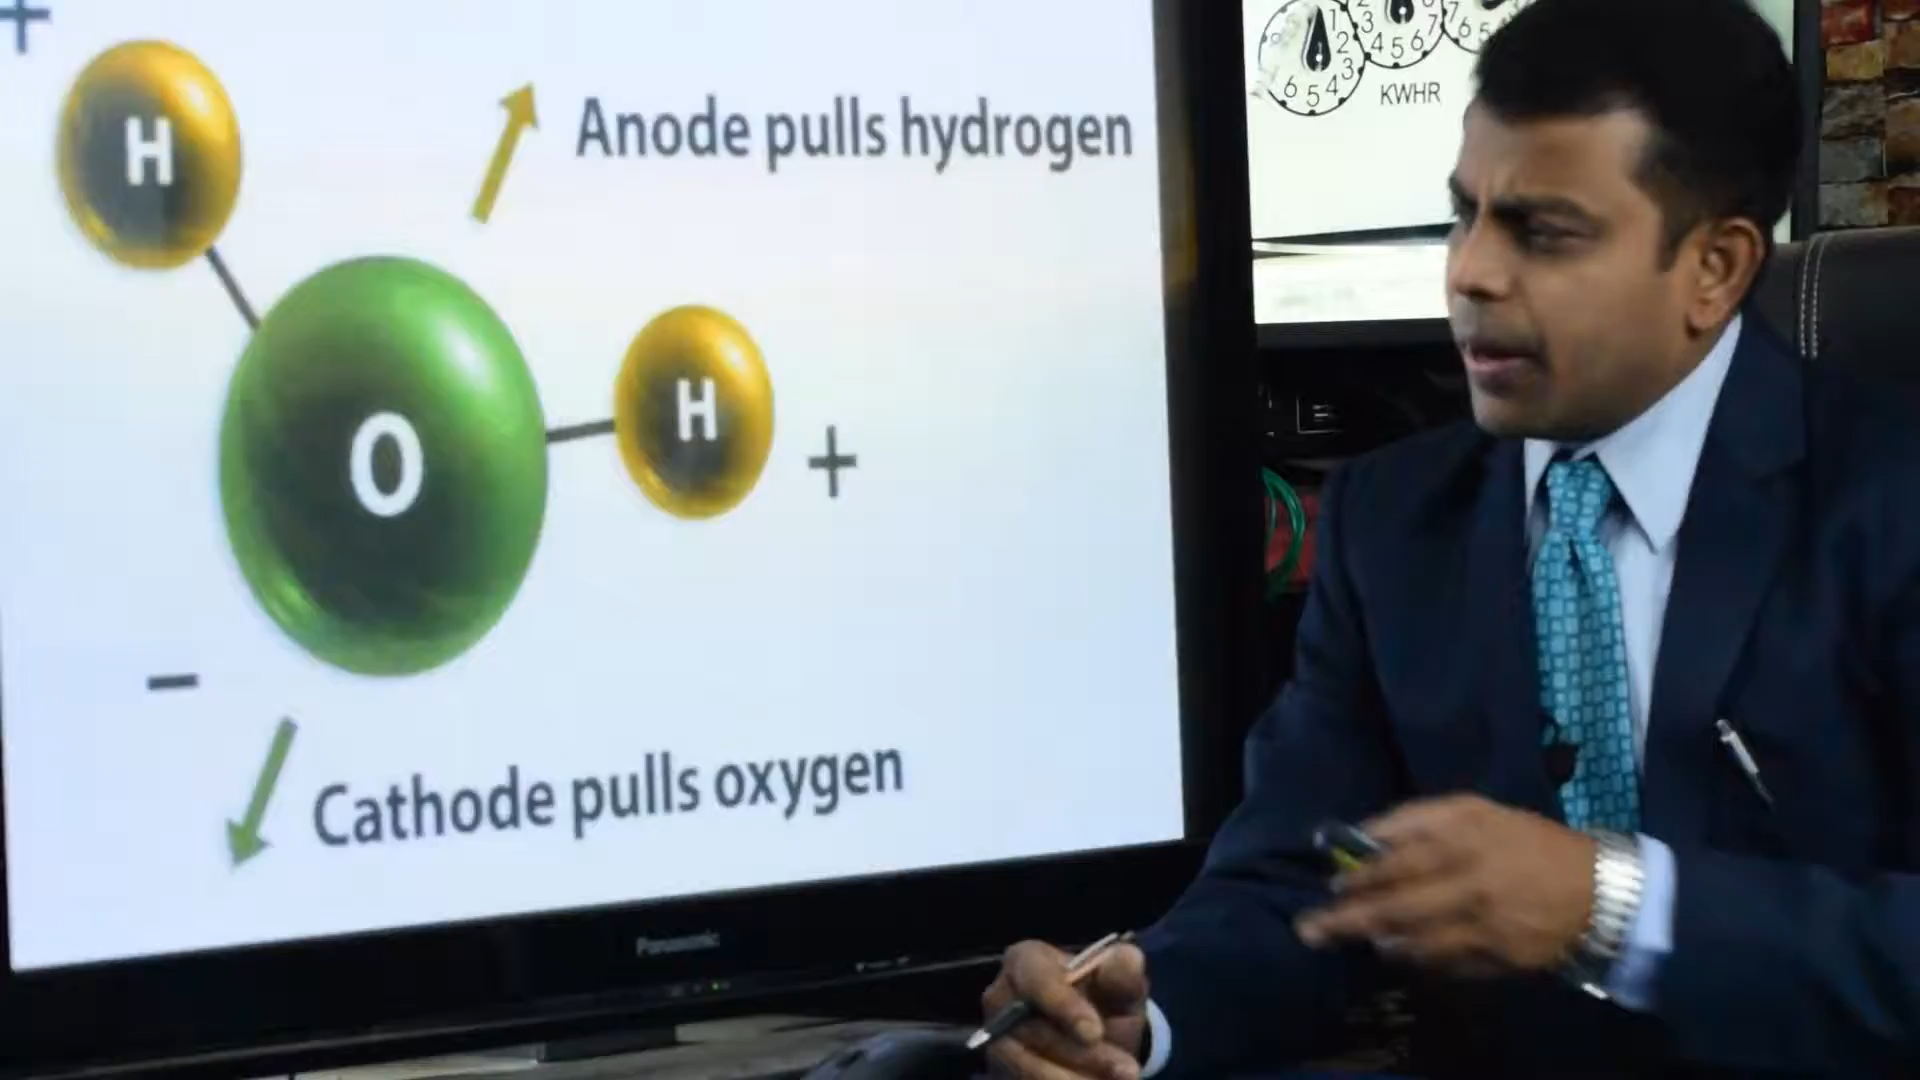 +
H
Anode pulls hydrogen
O
H
+
−
Cathode pulls oxygen
Panasonic
KWHR